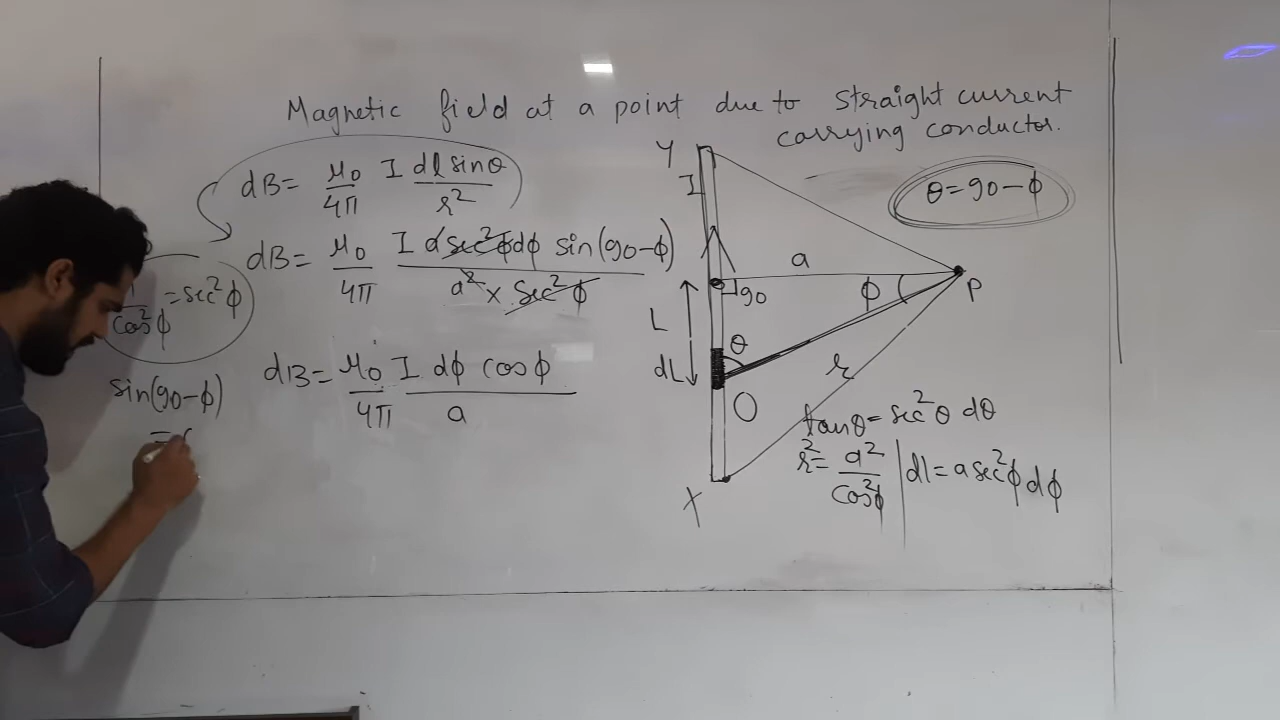 Magnetic field at a point due to straight current
carrying conductor.
dB = μ0/4π I dl sinθ/r²
dB = μ0/4π I a sec²φ dφ sin(90-φ)/a² x sec²φ
1/cos²φ = sec²φ
sin(90-φ)
=
dB = μ0/4π I dφ cosφ/a
Y
I
θ = 90-φ
a
90
φ
P
L
θ
dL
r
O
X
tanθ = sec²θ dθ
r² = a²/cos²φ | dl = a sec²φ dφ